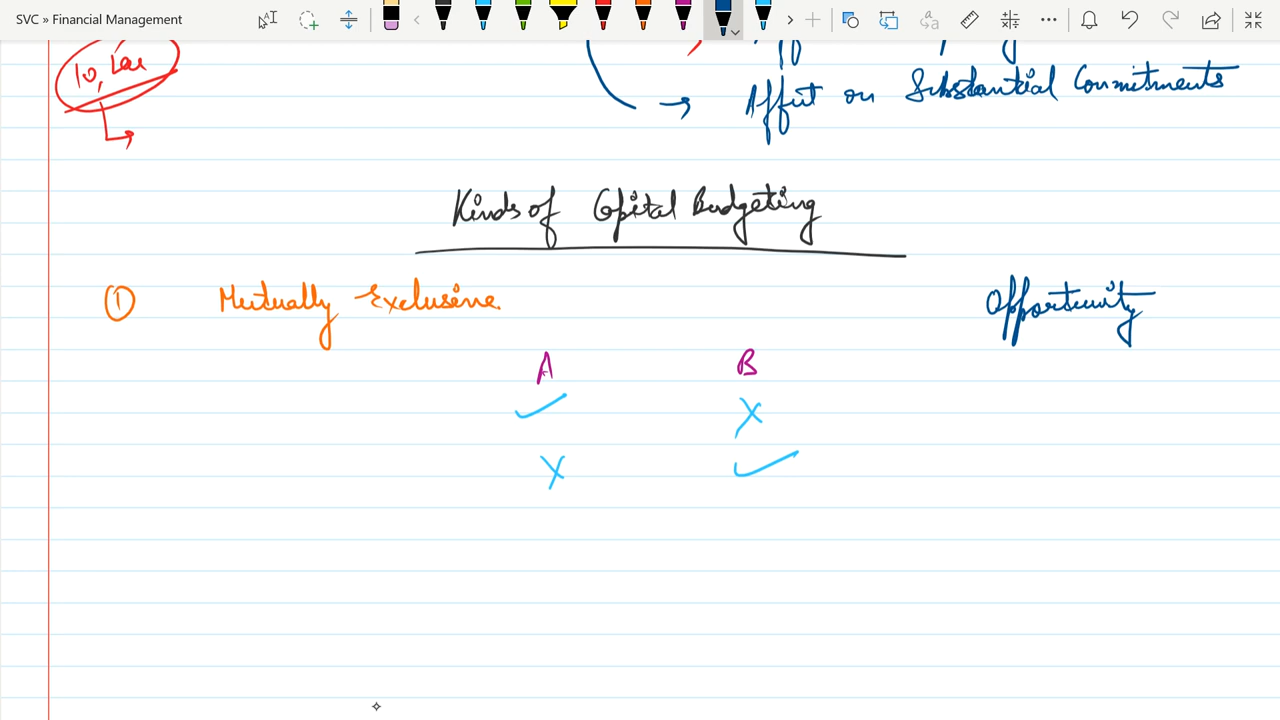 SVC » Financial Management
10, Lac
→ Affect on Substantial Commitments
Kinds of Capital Budgeting
① Mutually Exclusive Opportunity
A B
✓ X
X ✓